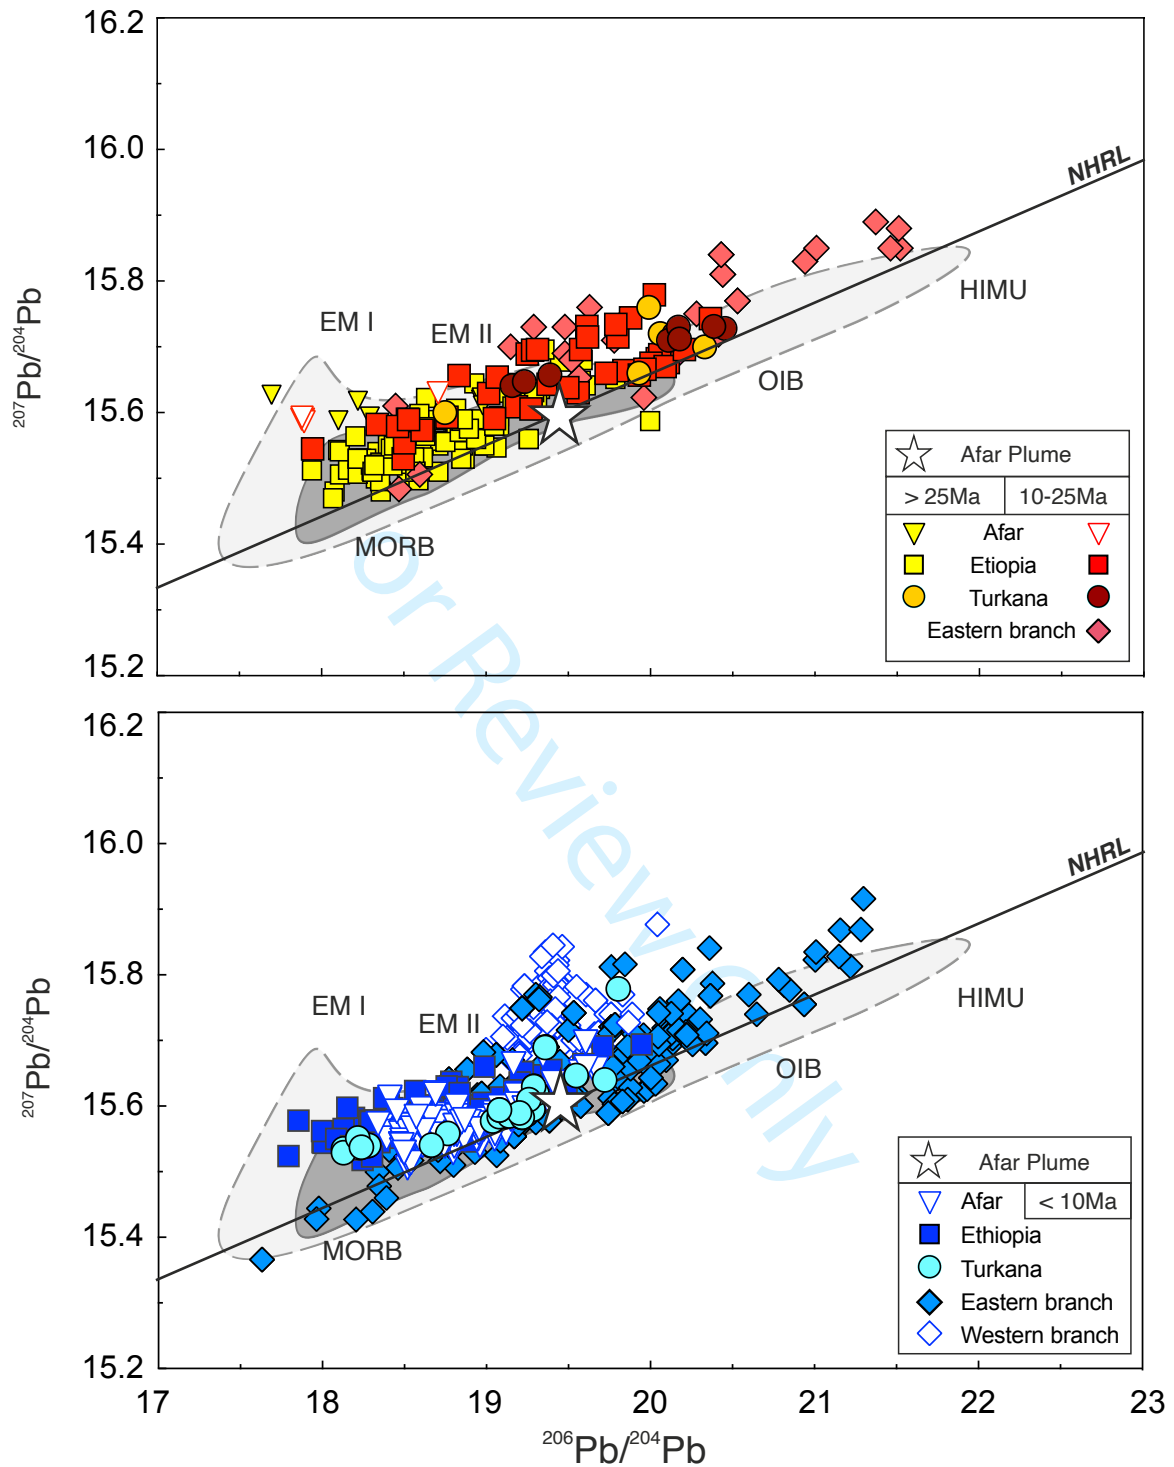 16.2
16.0
15.8
15.6
15.4
15.2
207Pb/204Pb
NHRL
HIMU
EM I
EM II
OIB
MORB
Afar Plume
> 25Ma
10-25Ma
Afar
Etiopia
Turkana
Eastern branch
or Review only
16.2
16.0
15.8
15.6
15.4
15.2
207Pb/204Pb
NHRL
HIMU
EM I
EM II
OIB
MORB
Afar Plume
Afar
< 10Ma
Ethiopia
Turkana
Eastern branch
Western branch
17 18 19 20 21 22 23
206Pb/204Pb